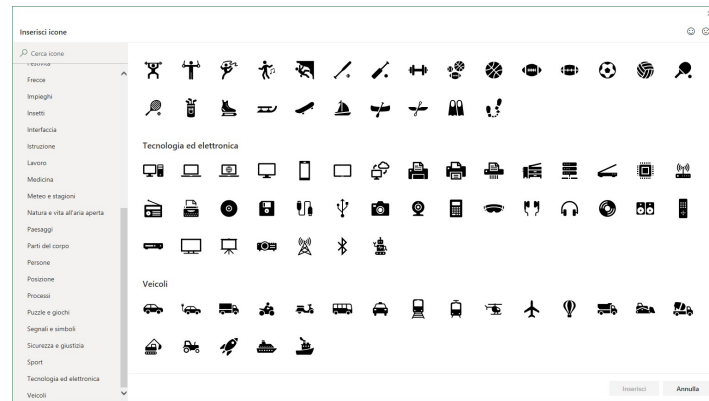 Inserisci icone
Cerca icone
Festività
Frecce
Impieghi
Insetti
Interfaccia
Istruzione
Lavoro
Medicina
Meteo e stagioni
Natura e vita all'aria aperta
Paesaggi
Parti del corpo
Persone
Posizione
Processi
Puzzle e giochi
Segnali e simboli
Sicurezza e giustizia
Sport
Tecnologia ed elettronica
Veicoli
Tecnologia ed elettronica
Veicoli
Inserisci
Annulla